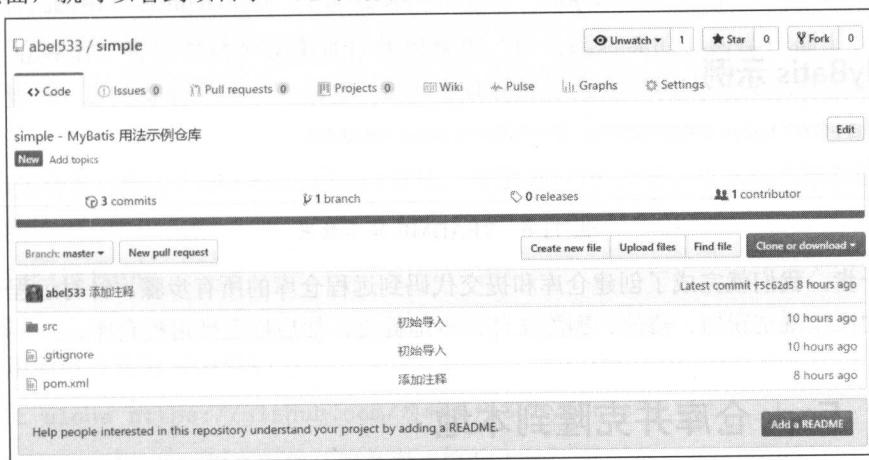 abel533 / simple
Unwatch 1 Star 0 Fork 0
Code Issues 0 Pull requests 0 Projects 0 Wiki Pulse Graphs Settings
simple - MyBatis 用法示例仓库 Edit
New Add topics
3 commits 1 branch 0 releases 1 contributor
Branch: master New pull request Create new file Upload files Find file Clone or download
abel533 添加注释 Latest commit f5c62d5 8 hours ago
src 初始导入 10 hours ago
.gitignore 初始导入 10 hours ago
pom.xml 添加注释 8 hours ago
Help people interested in this repository understand your project by adding a README. Add a README